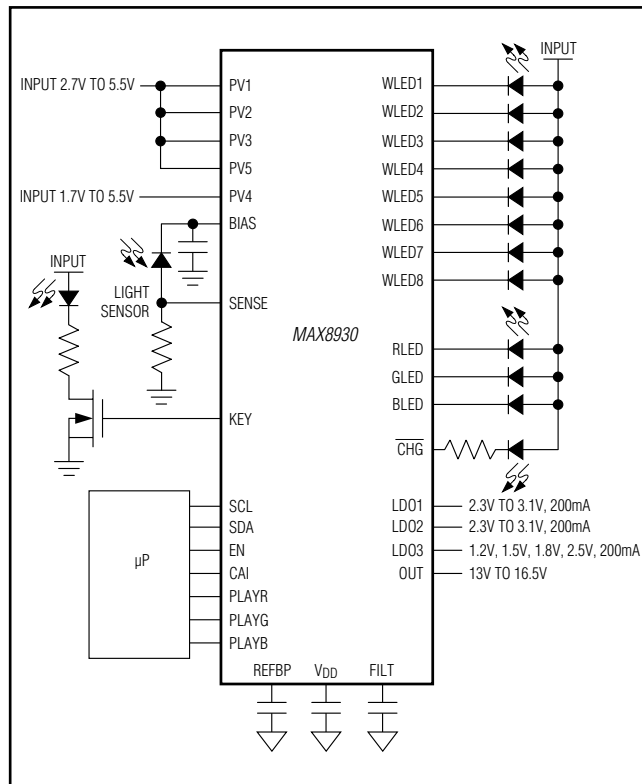 INPUT
INPUT 2.7V TO 5.5V
PV1
PV2
PV3
PV5
INPUT 1.7V TO 5.5V
PV4
BIAS
INPUT
LIGHT
SENSOR
SENSE
KEY
MAX8930
µP
SCL
SDA
EN
CAI
PLAYR
PLAYG
PLAYB
WLED1
WLED2
WLED3
WLED4
WLED5
WLED6
WLED7
WLED8
RLED
GLED
BLED
CHG
LDO1 2.3V TO 3.1V, 200mA
LDO2 2.3V TO 3.1V, 200mA
LDO3 1.2V, 1.5V, 1.8V, 2.5V, 200mA
OUT 13V TO 16.5V
REFBP VDD FILT